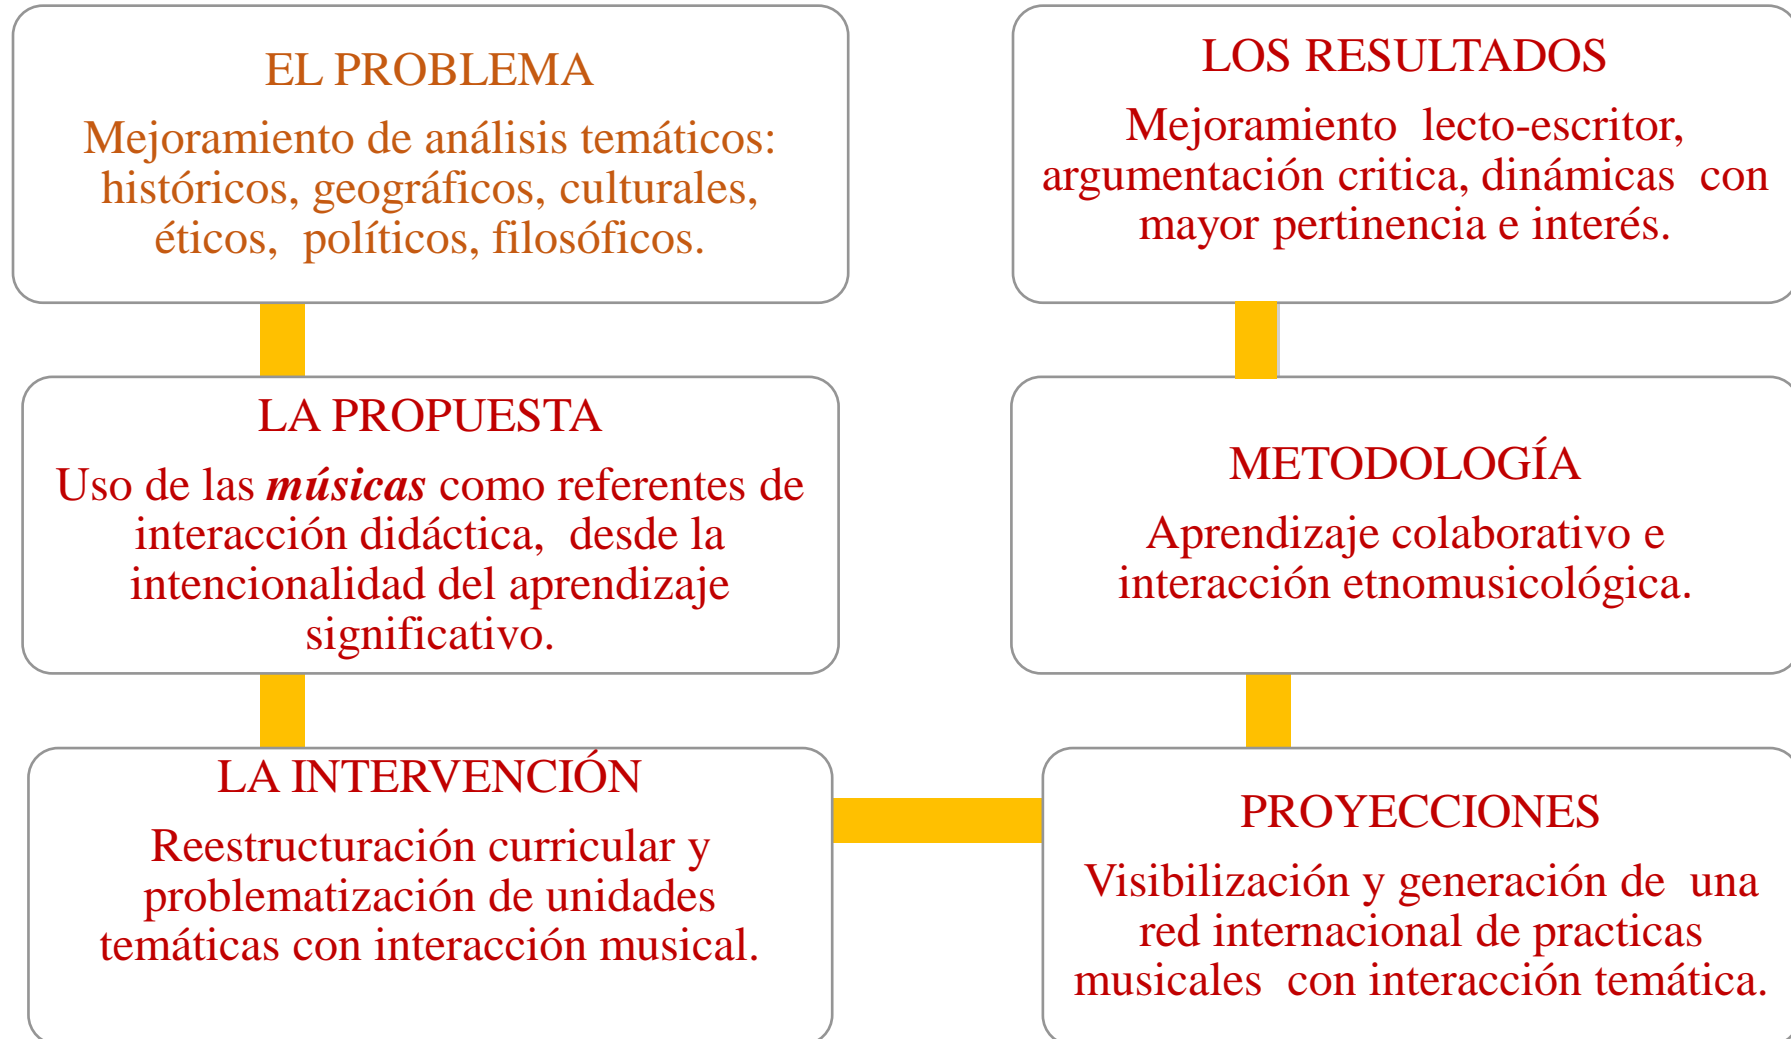 EL PROBLEMA
Mejoramiento de análisis temáticos:
históricos, geográficos, culturales,
éticos, políticos, filosóficos.
LA PROPUESTA
Uso de las músicas como referentes de
interacción didáctica, desde la
intencionalidad del aprendizaje
significativo.
LA INTERVENCIÓN
Reestructuración curricular y
problematización de unidades
temáticas con interacción musical.
PROYECCIONES
Visibilización y generación de una
red internacional de practicas
musicales con interacción temática.
METODOLOGÍA
Aprendizaje colaborativo e
interacción etnomusicológica.
LOS RESULTADOS
Mejoramiento lecto-escritor,
argumentación critica, dinámicas con
mayor pertinencia e interés.